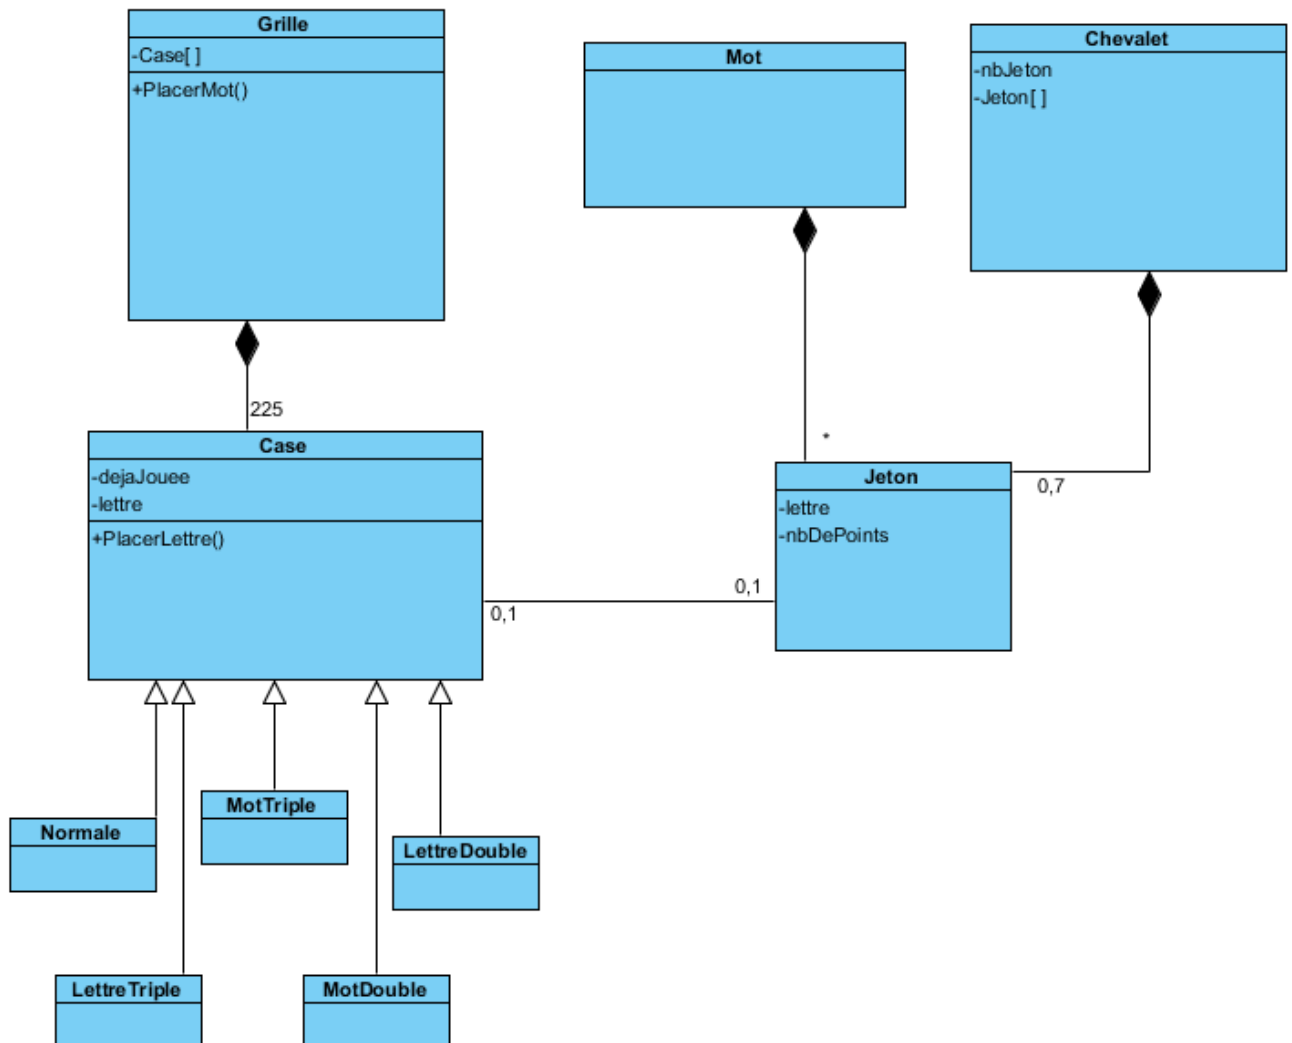 Grille
-Case[ ]
+PlacerMot()
Mot
Chevalet
-nbJeton
-Jeton[ ]
225
Case
-dejaJouee
-lettre
+PlacerLettre()
*
Jeton
-lettre
-nbDePoints
0,7
0,1
0,1
Normale
MotTriple
LettreDouble
LettreTriple
MotDouble